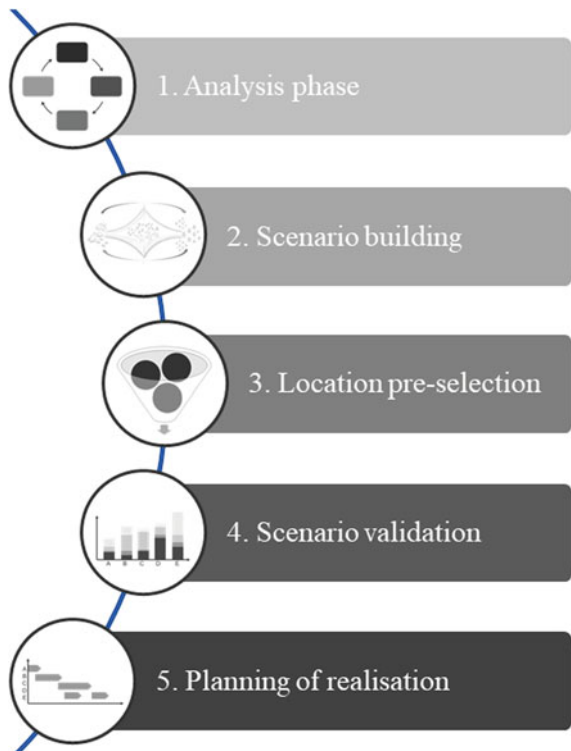 1. Analysis phase
2. Scenario building
3. Location pre-selection
A B C D E
4. Scenario validation
A
B
C
D
E
5. Planning of realisation